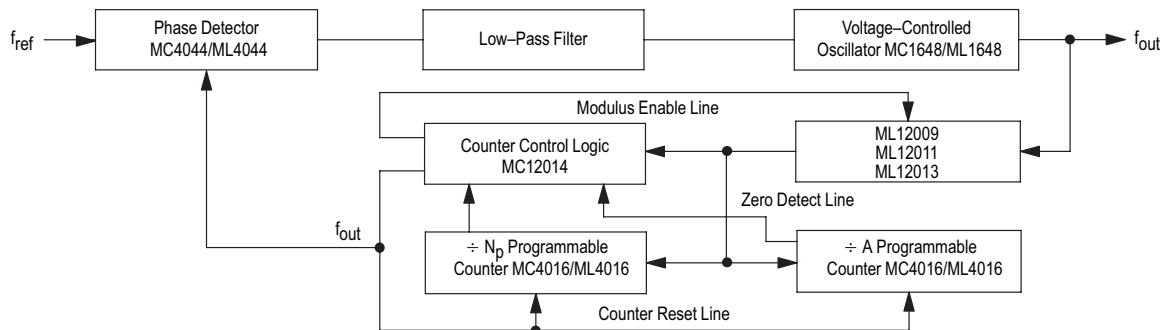 f_ref
Phase Detector
MC4044/ML4044
Low–Pass Filter
Voltage–Controlled
Oscillator MC1648/ML1648
f_out
Modulus Enable Line
Counter Control Logic
MC12014
ML12009
ML12011
ML12013
Zero Detect Line
f_out
÷ N_p Programmable
Counter MC4016/ML4016
÷ A Programmable
Counter MC4016/ML4016
Counter Reset Line